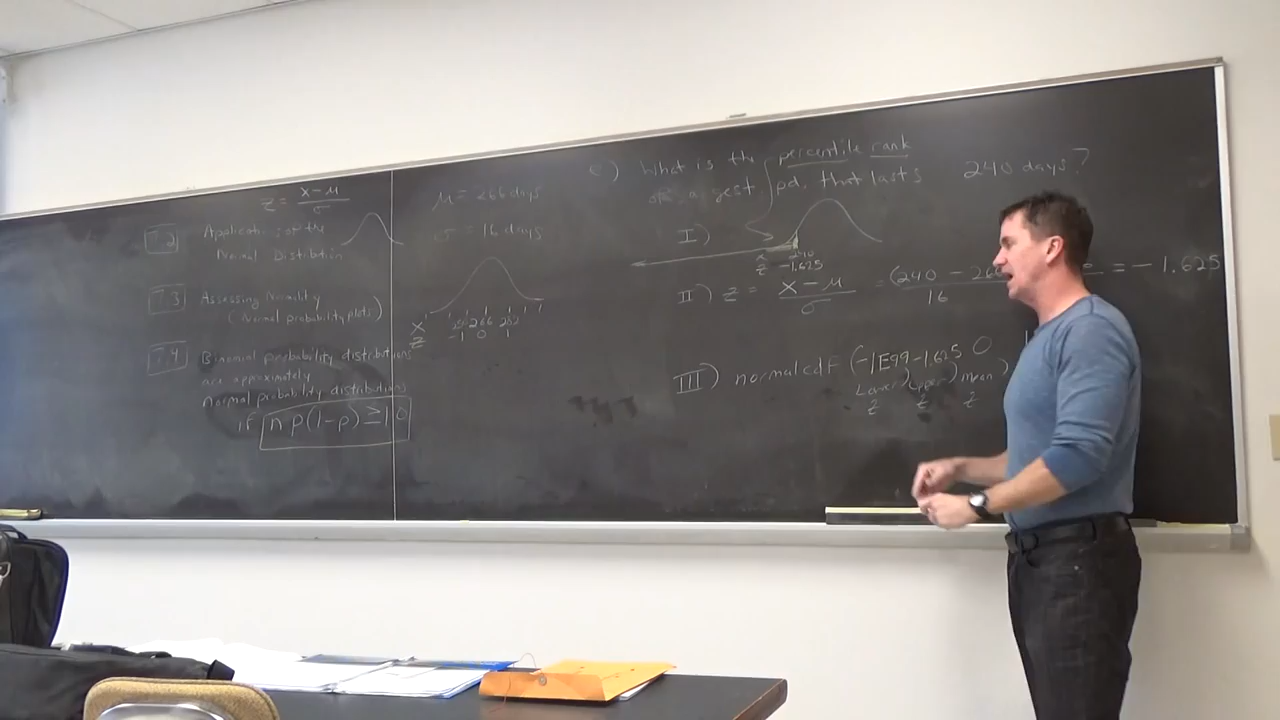 z = x-μ / σ
7.2 Applications of the
Normal Distribution
7.3 Assessing Normality
(Normal probability plots)
7.4 Binomial probability distributions
are approximately
normal probability distributions
if np(1-p) ≥ 10
μ = 266 days
σ = 16 days
X 250 266 282
Z -1 0 1
What is the percentile rank
pd. that lasts 240 days?
I)
x 240
z -1.625
II) z = x-μ / σ = (240 - 26
16
= -1.625
III) normalcdf (-1E99 -1.625 0
Lower Upper mean
z z z